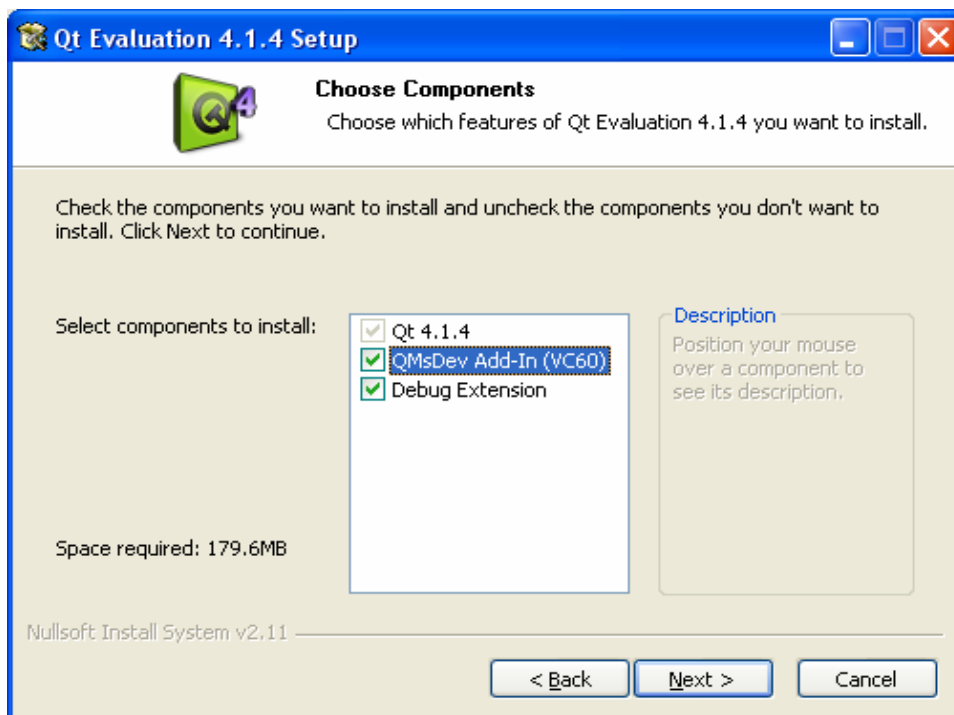 Qt Evaluation 4.1.4 Setup
Choose Components
Choose which features of Qt Evaluation 4.1.4 you want to install.
Check the components you want to install and uncheck the components you don't want to
install. Click Next to continue.
Select components to install:
Qt 4.1.4
QMsDev Add-In (VC60)
Debug Extension
Description
Position your mouse
over a component to
see its description.
Space required: 179.6MB
Nullsoft Install System v2.11
< Back
Next >
Cancel